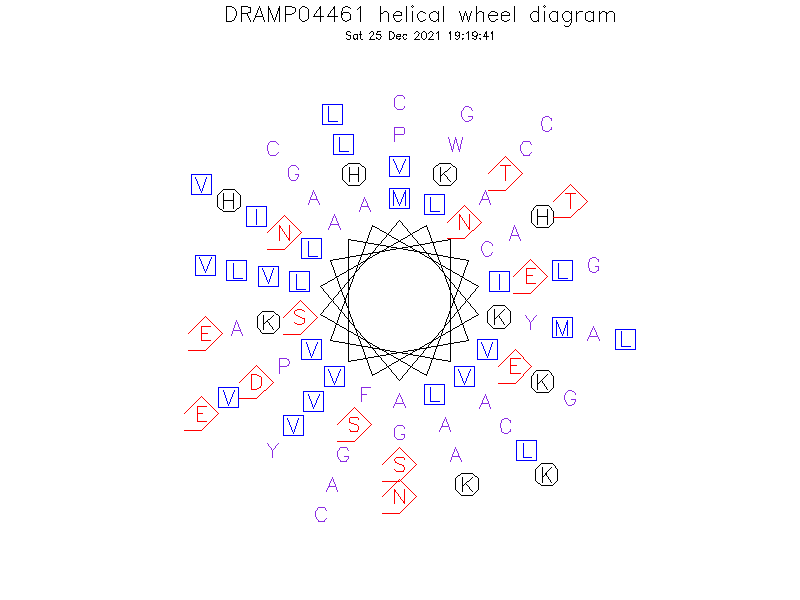 DRAMP04461 helical wheel diagram
Sat 25 Dec 2021 19:19:41
C
L G
C
P
L W
C C
V
G H K T
V
H A M A T
A L
I H
A N
N A
L C
V G
L L
V E
L I
S K
K Y
A M
E A
L
V V
P E
V V
D K
F L
V V A A G
E
V S G A C
Y G A L
S
K
A K
N
C